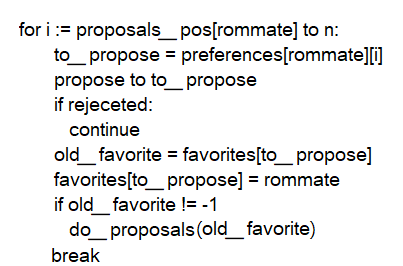 for i := proposals__pos[rommate] to n:
to__propose = preferences[rommate][i]
propose to to__propose
if rejeceted:
continue
old__favorite = favorites[to__propose]
favorites[to__propose] = rommate
if old__favorite != -1
do__proposals(old__favorite)
break